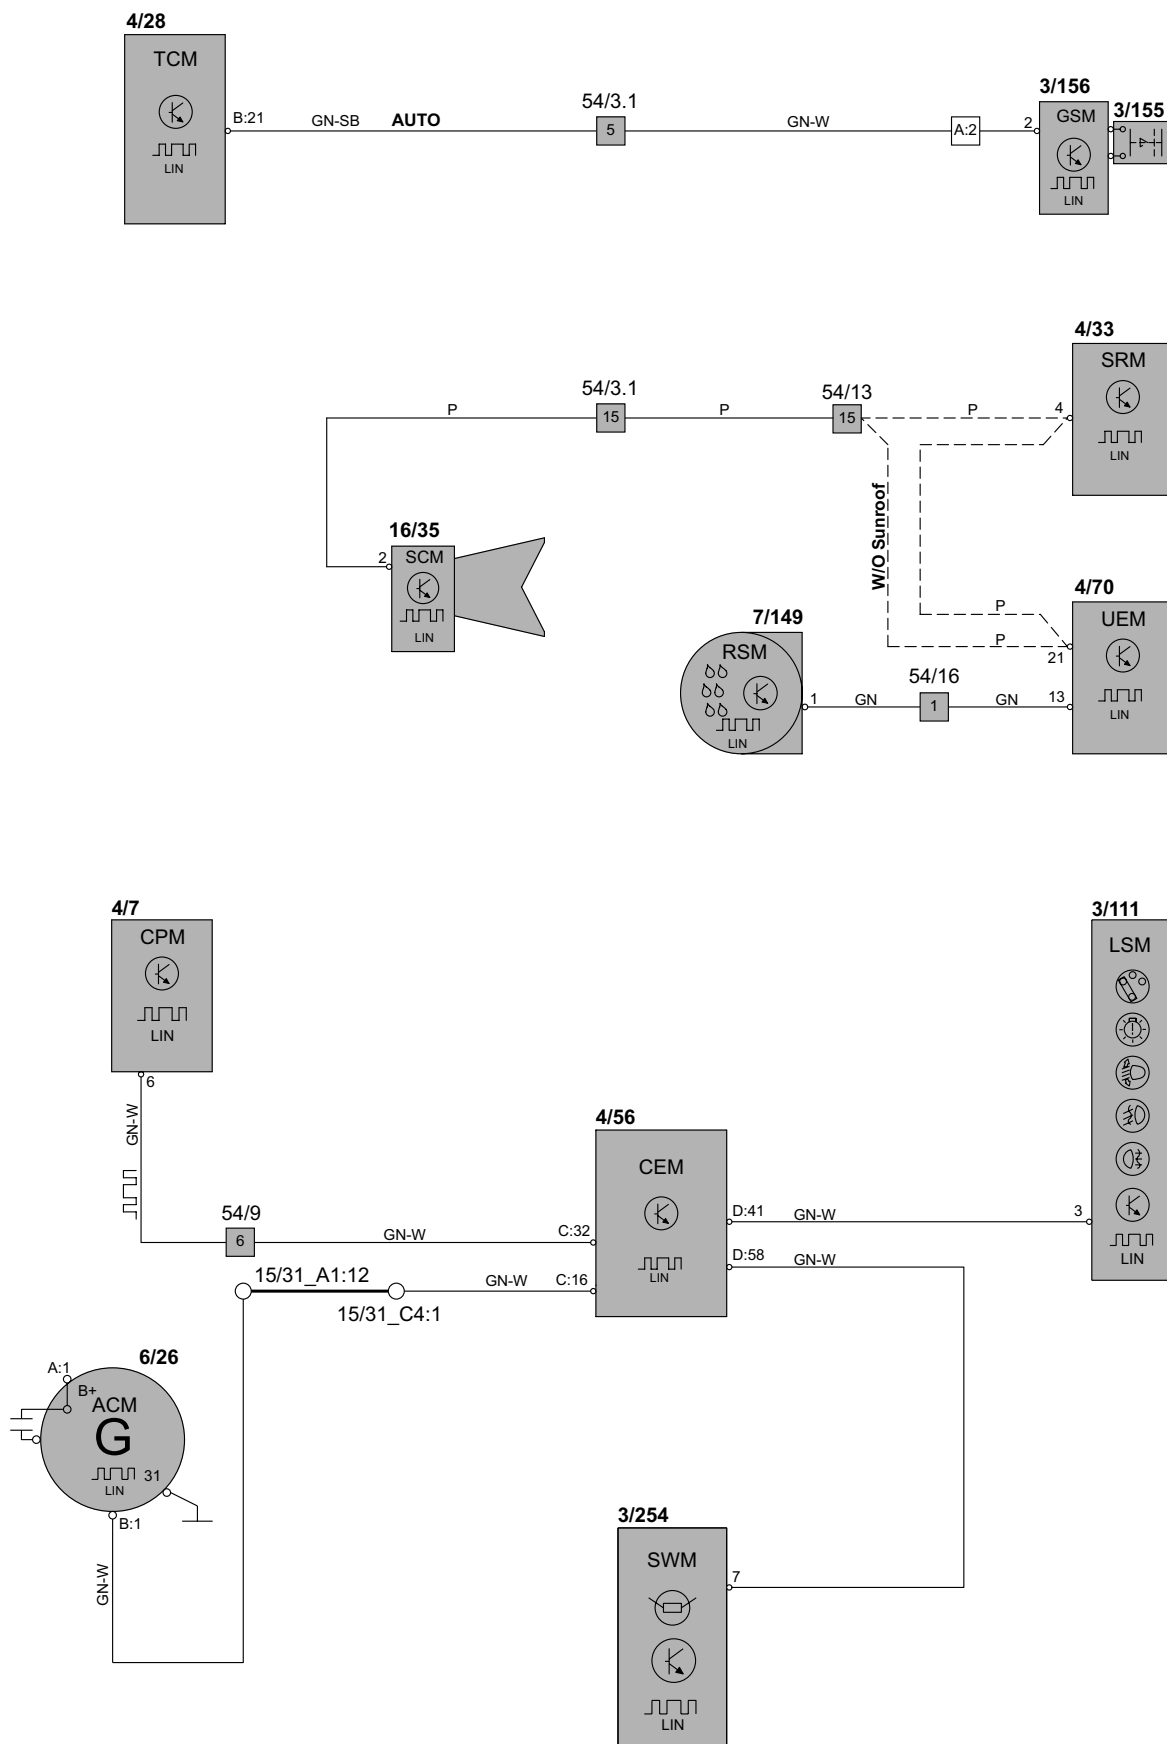 4/28
TCM
LIN
B:21
GN-SB
AUTO
54/3.1
5
GN-W
A:2
2
3/156
GSM
LIN
3/155
4/33
SRM
LIN
4
P
54/3.1
15
P
54/13
15
P
W/O Sunroof
16/35
2
SCM
LIN
7/149
RSM
LIN
1
GN
54/16
1
GN
13
P
P
21
4/70
UEM
LIN
4/7
CPM
LIN
6
GN-W
54/9
6
GN-W
C:32
15/31_A1:12
15/31_C4:1
GN-W
C:16
4/56
CEM
LIN
D:41
GN-W
3
D:58
GN-W
3/111
LSM
LIN
6/26
A:1
B+
ACM
G
LIN
31
B:1
GN-W
3/254
SWM
LIN
7